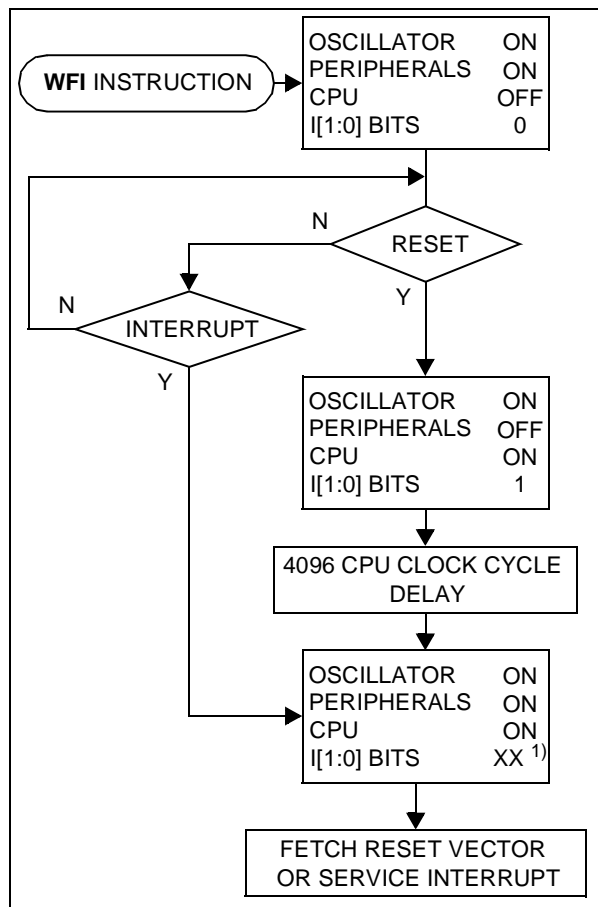 WFI INSTRUCTION
OSCILLATOR ON
PERIPHERALS ON
CPU OFF
I[1:0] BITS 0
N
RESET
Y
N
INTERRUPT
Y
OSCILLATOR ON
PERIPHERALS OFF
CPU ON
I[1:0] BITS 1
4096 CPU CLOCK CYCLE
DELAY
OSCILLATOR ON
PERIPHERALS ON
CPU ON
I[1:0] BITS XX 1)
FETCH RESET VECTOR
OR SERVICE INTERRUPT